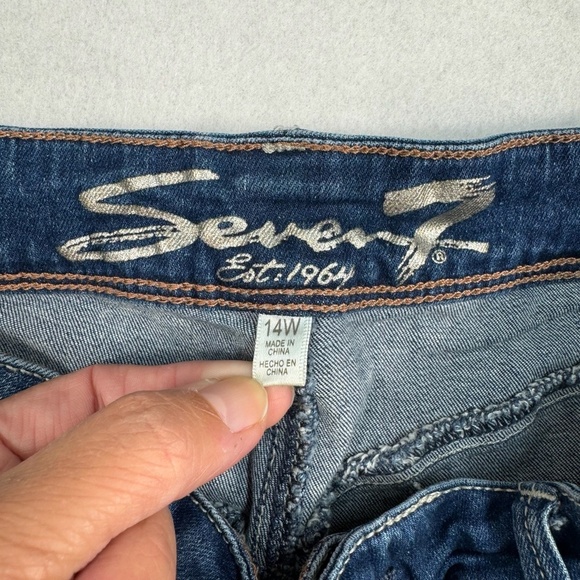 Seven7®
Est. 1964
14W
MADE IN
CHINA
HECHO EN
CHINA